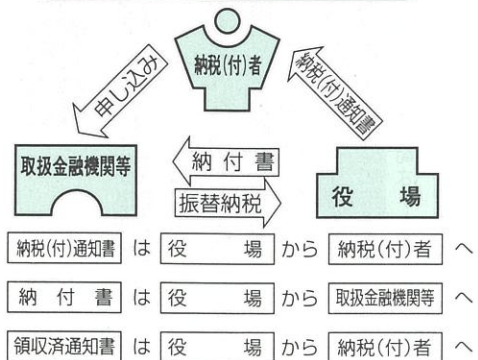 納税(付)者
申し込み
納税(付)通知書
取扱金融機関等
納付書
振替納税
役場
納税(付)通知書 は 役場 から 納税(付)者 へ
納付書 は 役場 から 取扱金融機関等 へ
領収済通知書 は 役場 から 納税(付)者 へ